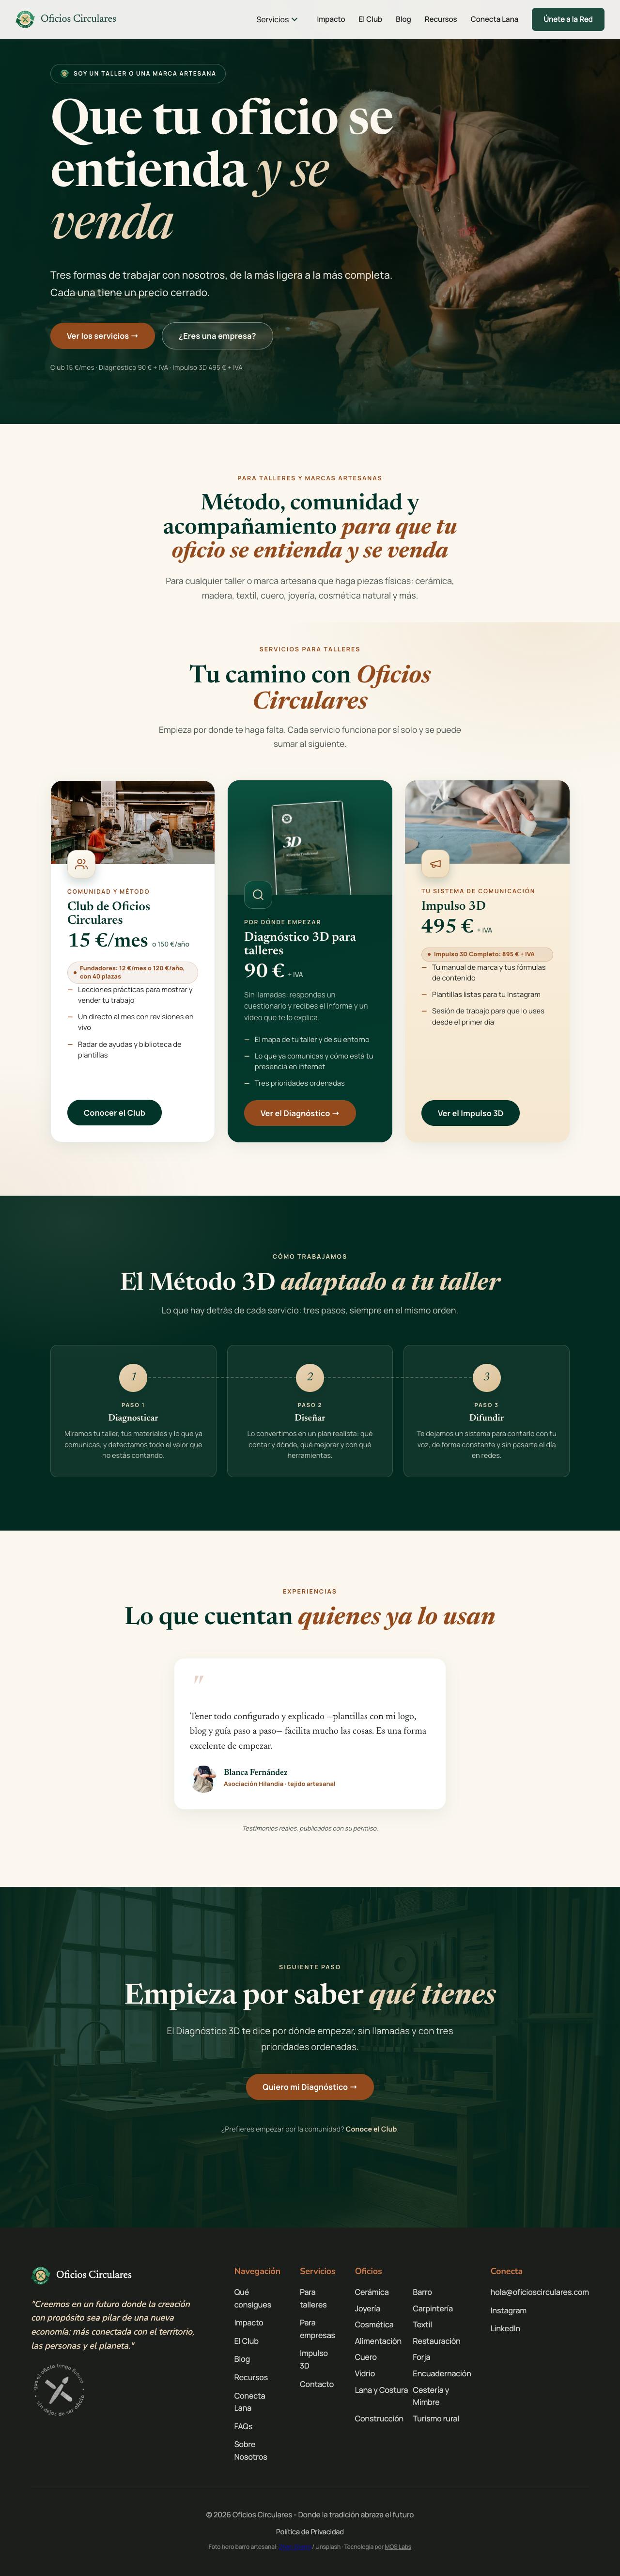 Oficios Circulares
Servicios
Impacto
El Club
Blog
Recursos
Conecta Lana
Únete a la Red
SOY UN TALLER O UNA MARCA ARTESANA
Que tu oficio se
entienda y se
venda
Tres formas de trabajar con nosotros, de la más ligera a la más completa.
Cada una tiene un precio cerrado.
Ver los servicios →
¿Eres una empresa?
Club 15 €/mes · Diagnóstico 90 € + IVA · Impulso 3D 495 € + IVA
PARA TALLERES Y MARCAS ARTESANAS
Método, comunidad y
acompañamiento para que tu
oficio se entienda y se venda
Para cualquier taller o marca artesana que haga piezas físicas: cerámica,
madera, textil, cuero, joyería, cosmética natural y más.
SERVICIOS PARA TALLERES
Tu camino con Oficios
Circulares
Empieza por donde te haga falta. Cada servicio funciona por sí solo y se puede
sumar al siguiente.
COMUNIDAD Y MÉTODO
Club de Oficios
Circulares
15 €/mes o 150 €/año
Fundadores: 12 €/mes o 120 €/año,
con 40 plazas
— Lecciones prácticas para mostrar y
vender tu trabajo
— Un directo al mes con revisiones en
vivo
— Radar de ayudas y biblioteca de
plantillas
Conocer el Club
3D
POR DÓNDE EMPEZAR
Diagnóstico 3D para
talleres
90 € + IVA
Sin llamadas: respondes un
cuestionario y recibes el informe y un
vídeo que te lo explica.
— El mapa de tu taller y de su entorno
— Lo que ya comunicas y cómo está tu
presencia en internet
— Tres prioridades ordenadas
Ver el Diagnóstico →
TU SISTEMA DE COMUNICACIÓN
Impulso 3D
495 € + IVA
Impulso 3D Completo: 895 € + IVA
— Tu manual de marca y tus fórmulas
de contenido
— Plantillas listas para tu Instagram
— Sesión de trabajo para que lo uses
desde el primer día
Ver el Impulso 3D
CÓMO TRABAJAMOS
El Método 3D adaptado a tu taller
Lo que hay detrás de cada servicio: tres pasos, siempre en el mismo orden.
1
PASO 1
Diagnosticar
Miramos tu taller, tus materiales y lo que ya
comunicas, y detectamos todo el valor que
no estás contando.
2
PASO 2
Diseñar
Lo convertimos en un plan realista: qué
contar y dónde, qué mejorar y con qué
herramientas.
3
PASO 3
Difundir
Te dejamos un sistema para contarlo con tu
voz, de forma constante y sin pasarte el día
en redes.
EXPERIENCIAS
Lo que cuentan quienes ya lo usan
"
Tener todo configurado y explicado —plantillas con mi logo,
blog y guía paso a paso— facilita mucho las cosas. Es una forma
excelente de empezar.
Blanca Fernández
Asociación Hilandia · tejido artesanal
Testimonios reales, publicados con su permiso.
SIGUIENTE PASO
Empieza por saber qué tienes
El Diagnóstico 3D te dice por dónde empezar, sin llamadas y con tres
prioridades ordenadas.
Quiero mi Diagnóstico →
¿Prefieres empezar por la comunidad? Conoce el Club.
Oficios Circulares
"Creemos en un futuro donde la creación
con propósito sea pilar de una nueva
economía: más conectada con el territorio,
las personas y el planeta."
que el oficio tenga futuro
sin dejar de ser oficio
Navegación
Qué
consigues
Impacto
El Club
Blog
Recursos
Conecta
Lana
FAQs
Sobre
Nosotros
Servicios
Para
talleres
Para
empresas
Impulso
3D
Contacto
Oficios
Cerámica
Barro
Joyería
Carpintería
Cosmética
Textil
Alimentación
Restauración
Cuero
Forja
Vidrio
Encuadernación
Lana y Costura
Cestería y
Mimbre
Construcción
Turismo rural
Conecta
hola@oficioscirculares.com
Instagram
LinkedIn
© 2026 Oficios Circulares - Donde la tradición abraza el futuro
Política de Privacidad
Foto hero barro artesanal: / Unsplash · Tecnología por MOS Labs